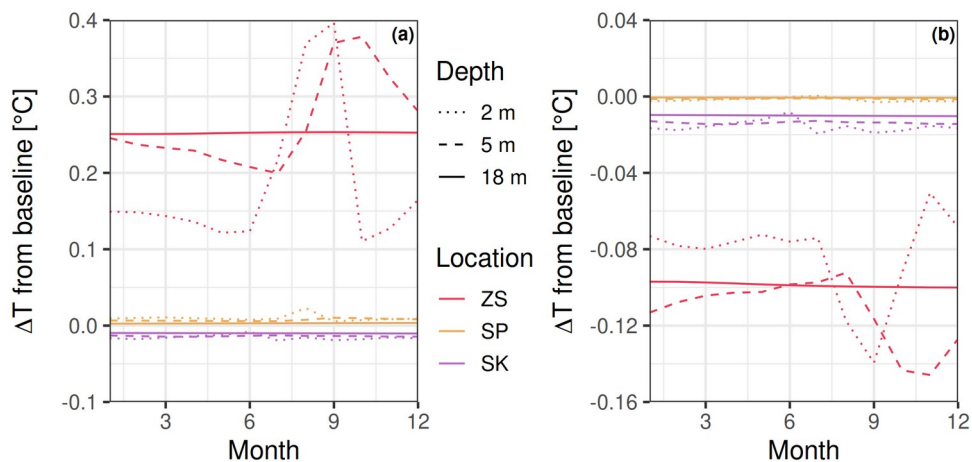 (a)
ΔT from baseline [°C]
0.4
0.3
0.2
0.1
0.0
-0.1
3 6 9 12
Month
Depth
2 m
5 m
18 m
Location
ZS
SP
SK
(b)
ΔT from baseline [°C]
0.04
0.00
-0.04
-0.08
-0.12
-0.16
3 6 9 12
Month